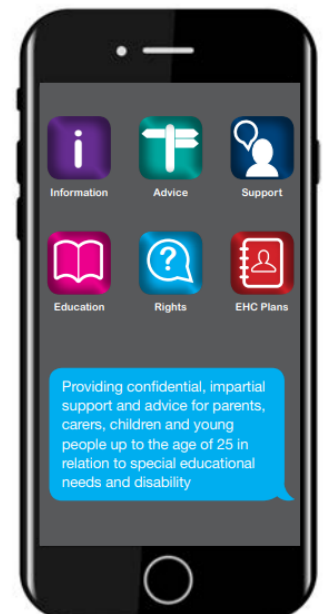 i
Information Advice Support
?
Education Rights EHC Plans
Providing confidential, impartial
support and advice for parents,
carers, children and young
people up to the age of 25 in
relation to special educational
needs and disability